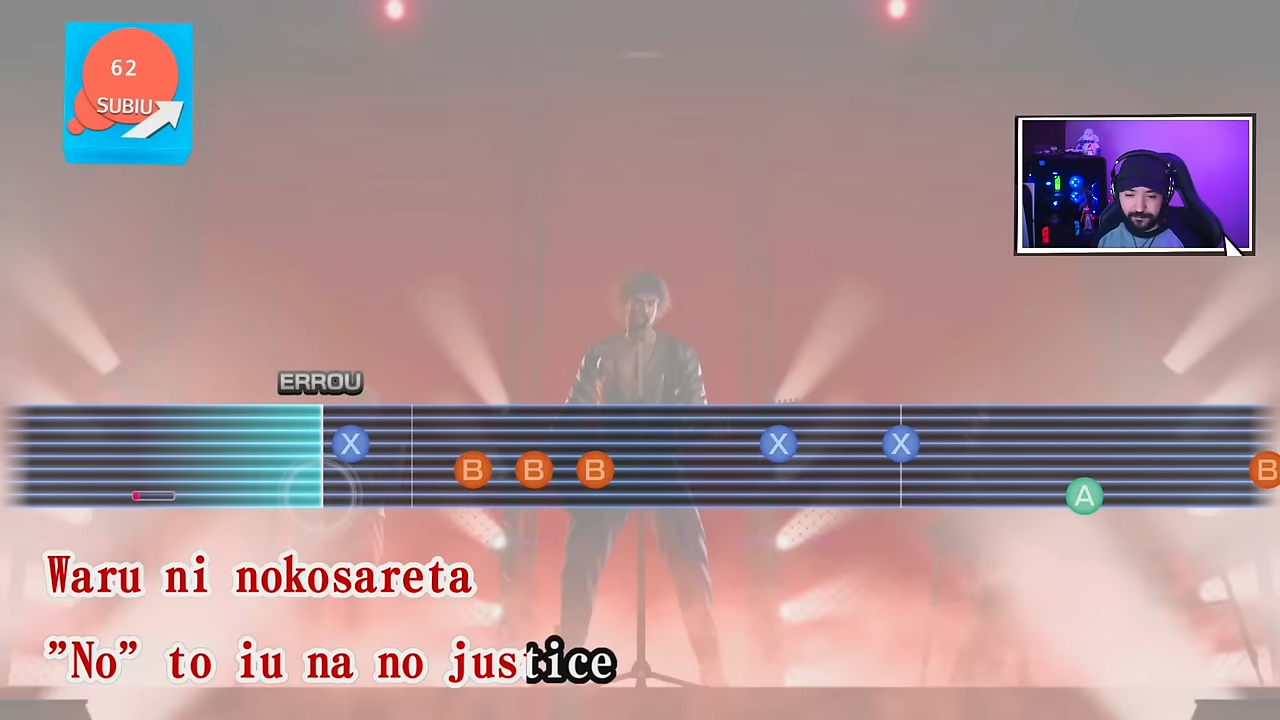 62
SUBIU
ERROU
X
X
X
B
B
B
B
A
Waru ni nokosareta
”No” to iu na no justice